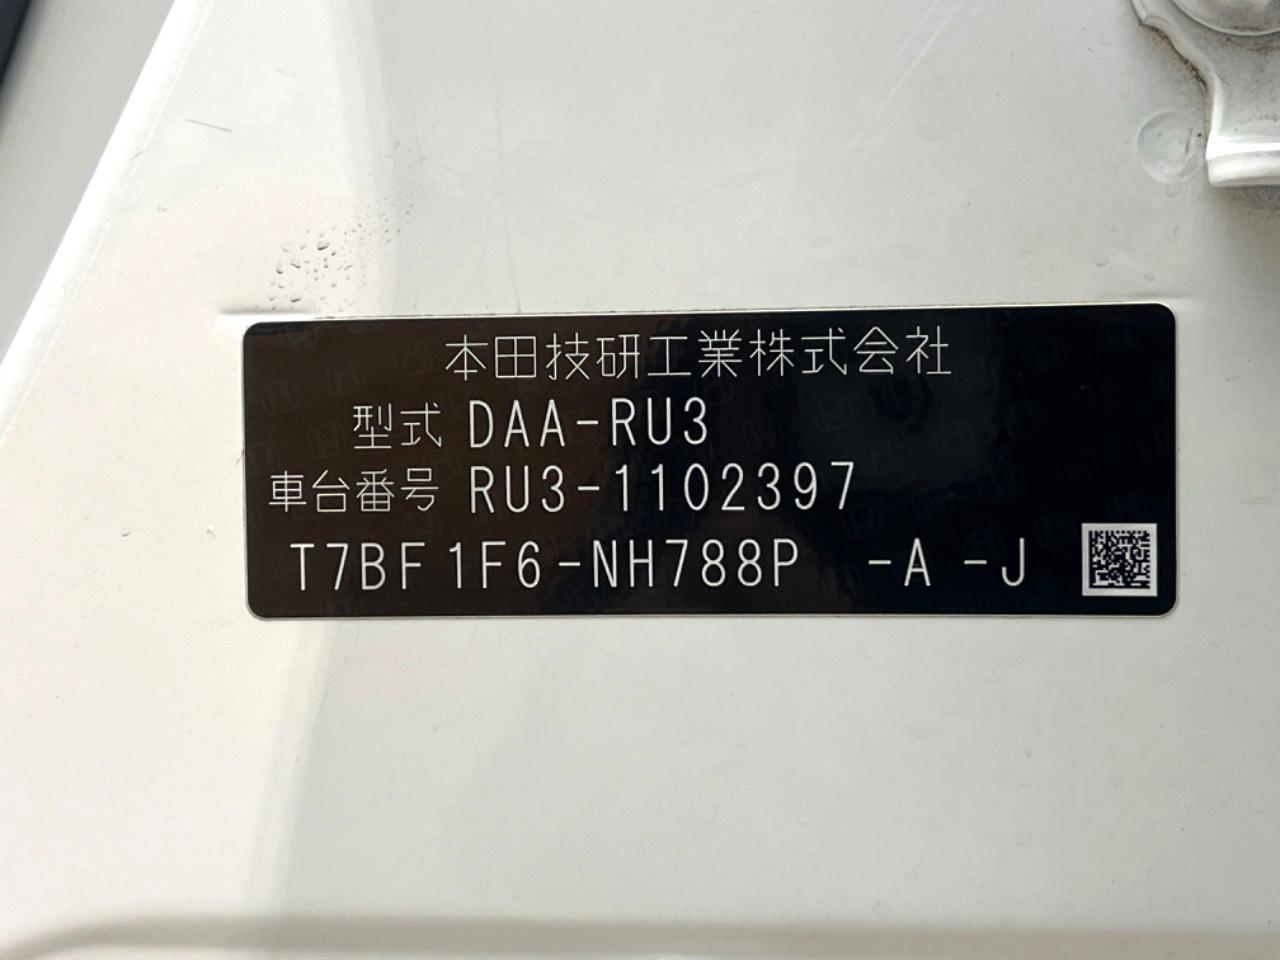 本田技研工業株式会社
型式 DAA-RU3
車台番号 RU3-1102397
T7BF1F6-NH788P -A -J